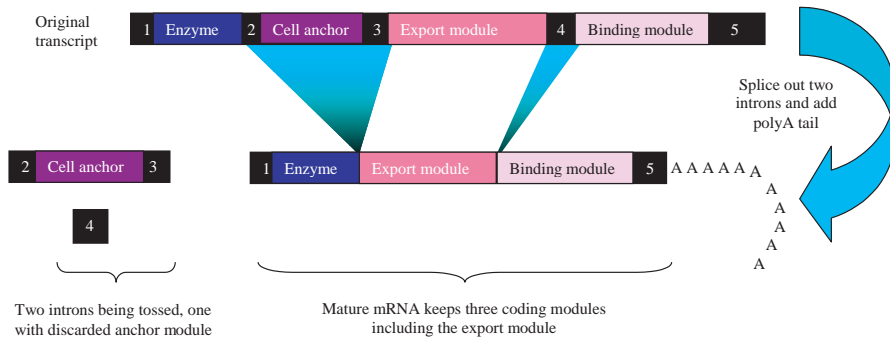 Original
transcript
1 Enzyme 2 Cell anchor 3 Export module 4 Binding module 5
Splice out two
introns and add
polyA tail
2 Cell anchor 3
1 Enzyme Export module Binding module 5
A A A A A A
A
A
A
A
A
4
Two introns being tossed, one
with discarded anchor module
Mature mRNA keeps three coding modules
including the export module